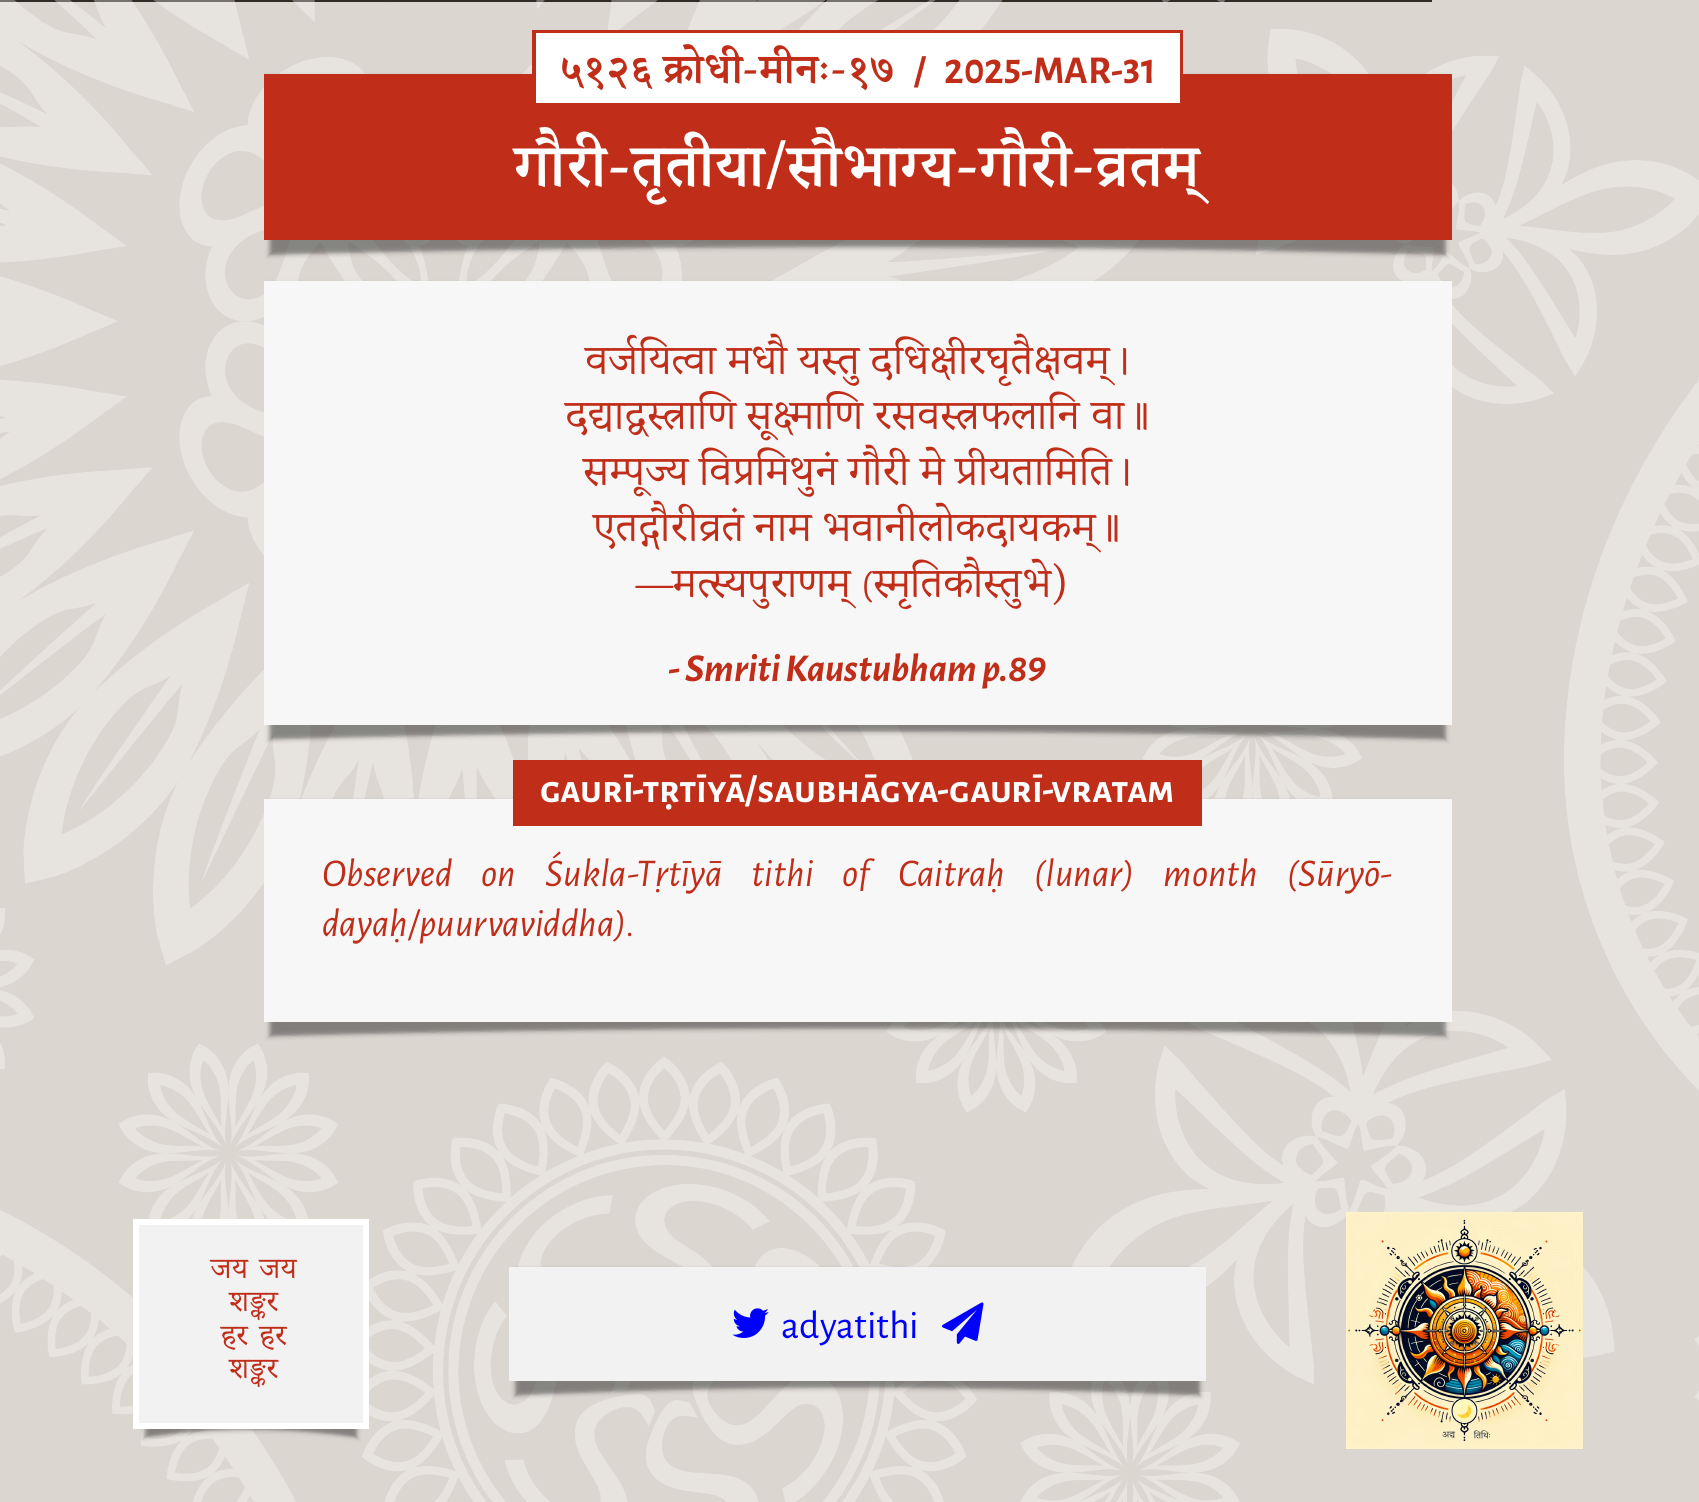 ५१२६ क्रोधी-मीनः-१७ / 2025-MAR-31
गौरी-तृतीया/सौभाग्य-गौरी-व्रतम्
वर्जयित्वा मधौ यस्तु दधिक्षीरघृतैक्षवम्।
दद्याद्वस्त्राणि सूक्ष्माणि रसवस्त्रफलानि वा॥
सम्पूज्य विप्रमिथुनं गौरी मे प्रीयतामिति।
एतद्गौरीव्रतं नाम भवानीलोकदायकम्॥
—मत्स्यपुराणम् (स्मृतिकौस्तुभे)
- Smriti Kaustubham p.89
GAURĪ-TṚTĪYĀ/SAUBHĀGYA-GAURĪ-VRATAM
Observed on Śukla-Tṛtīyā tithi of Caitraḥ (lunar) month (Sūryō-
dayaḥ/puurvaviddha).
जय जय
शङ्कर
हर हर
शङ्कर
adyatithi
अद्य तिथिः